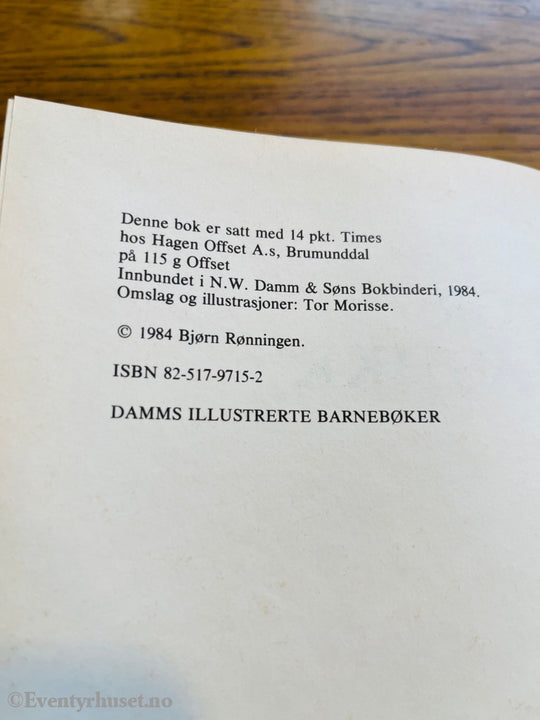 Denne bok er satt med 14 pkt. Times
hos Hagen Offset A.s, Brumunddal
på 115 g Offset
Innbundet i N.W. Damm & Søns Bokbinderi, 1984.
Omslag og illustrasjoner: Tor Morisse.
© 1984 Bjørn Rønningen.
ISBN 82-517-9715-2
DAMMS ILLUSTRERTE BARNEBØKER
©Eventyrhuset.no